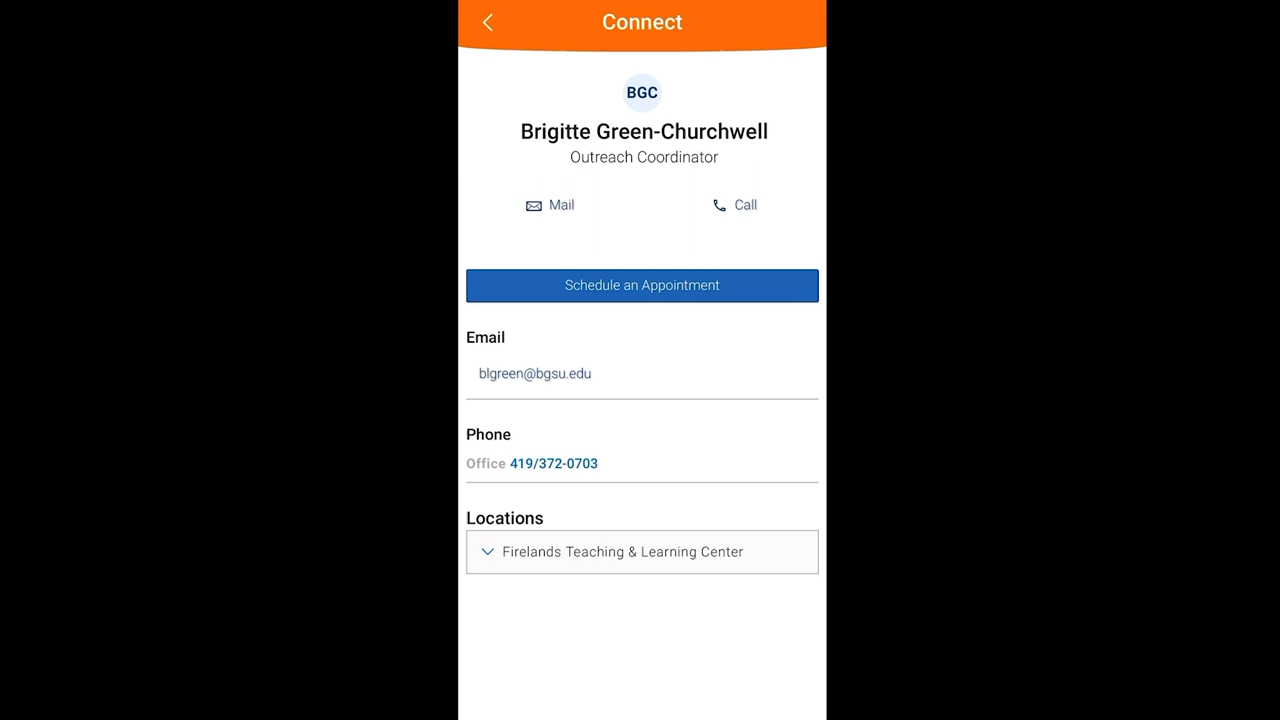 Connect
BGC
Brigitte Green-Churchwell
Outreach Coordinator
Mail Call
Schedule an Appointment
Email
blgreen@bgsu.edu
Phone
Office 419/372-0703
Locations
Firelands Teaching & Learning Center